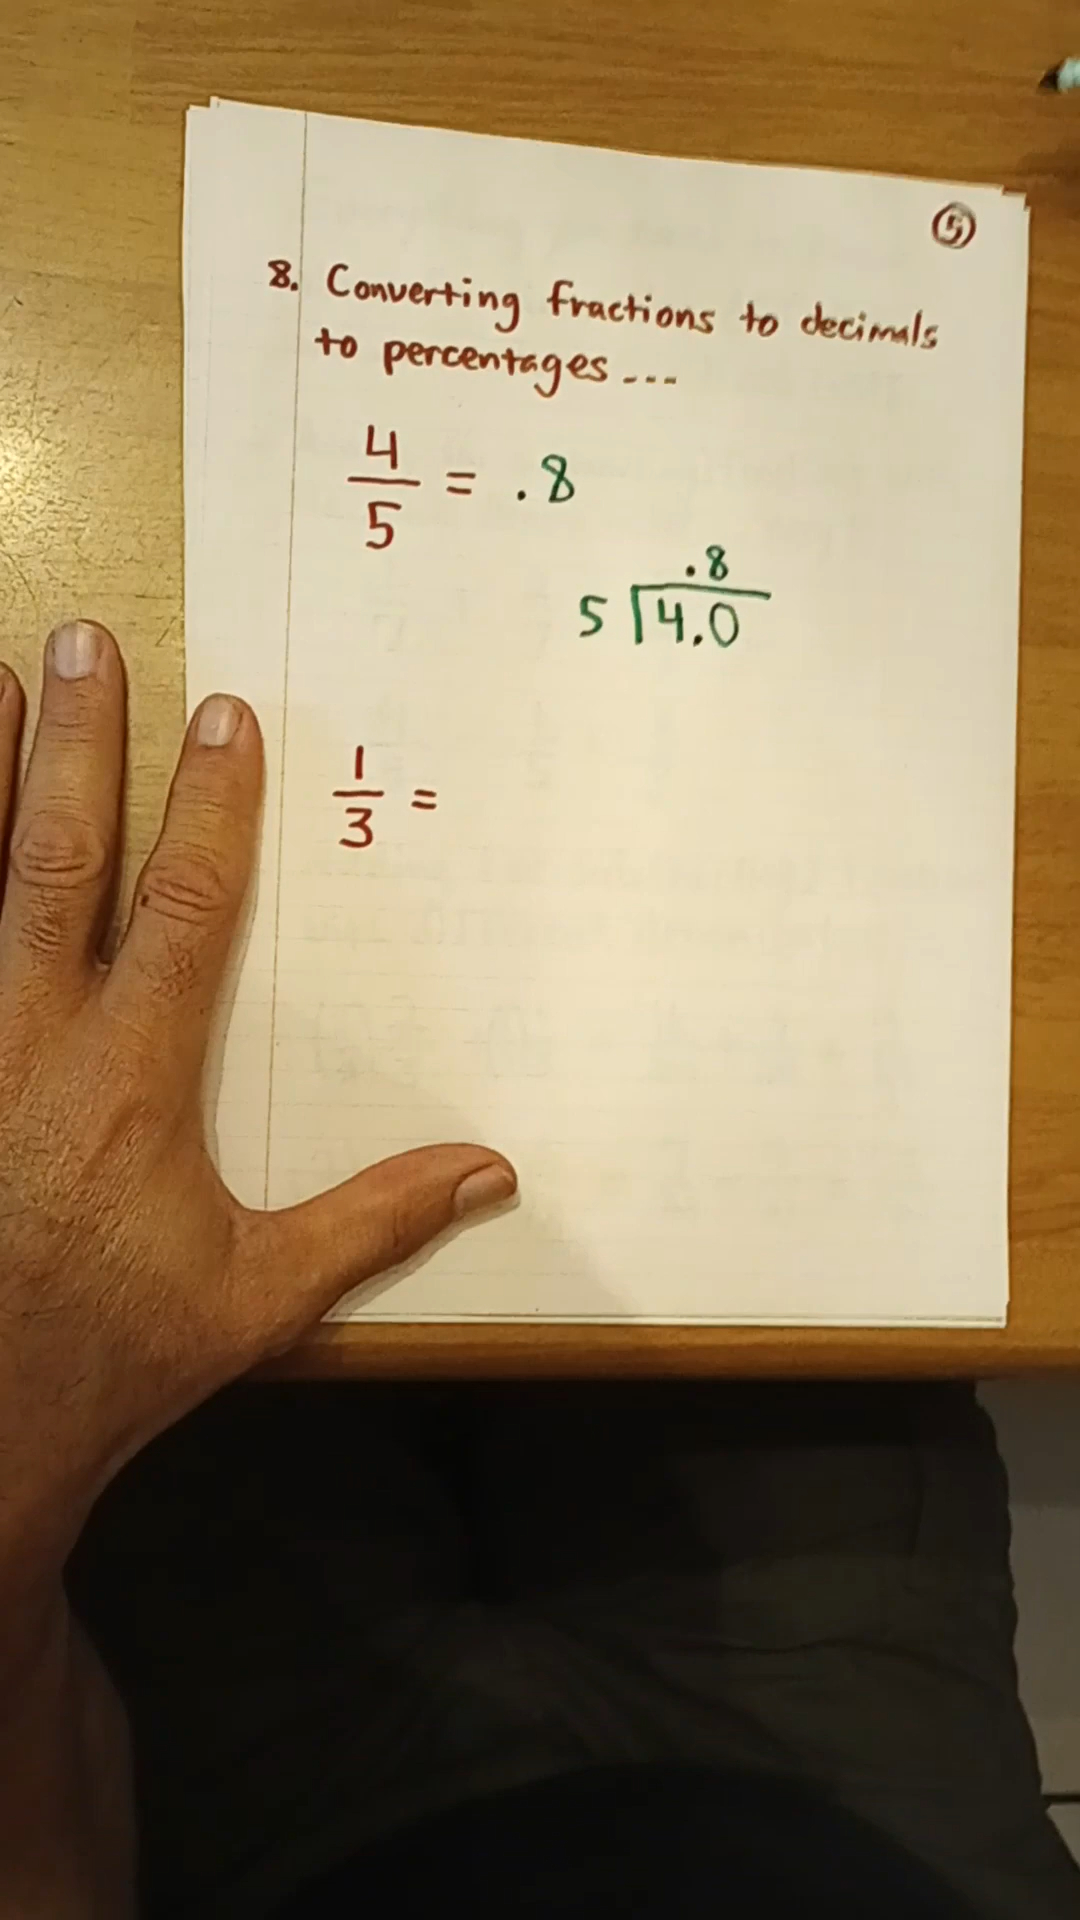 5
8. Converting fractions to decimals
to percentages ...
4/5 = .8
.8
5 4.0
1/3 =